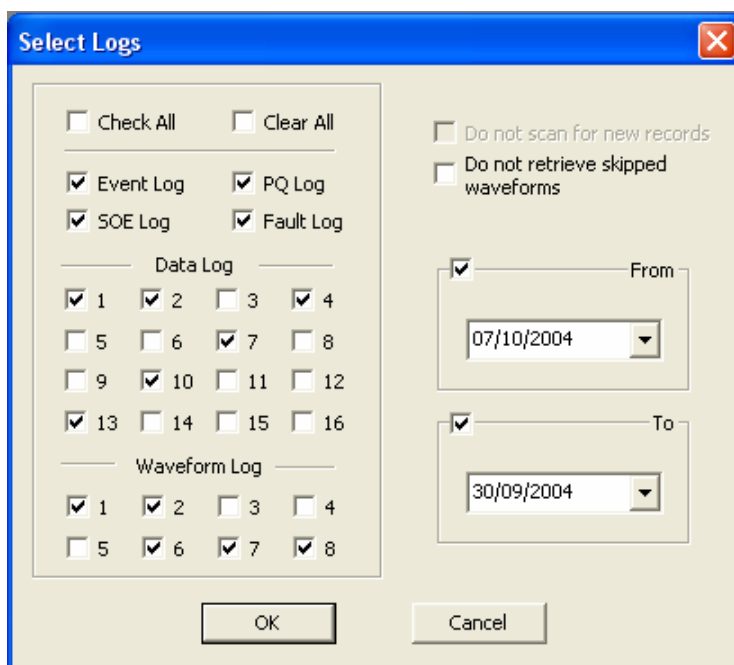 Select Logs
Check All Clear All
Event Log PQ Log
SOE Log Fault Log
Data Log
1 2 3 4
5 6 7 8
9 10 11 12
13 14 15 16
Waveform Log
1 2 3 4
5 6 7 8
Do not scan for new records
Do not retrieve skipped
waveforms
From
07/10/2004
To
30/09/2004
OK Cancel